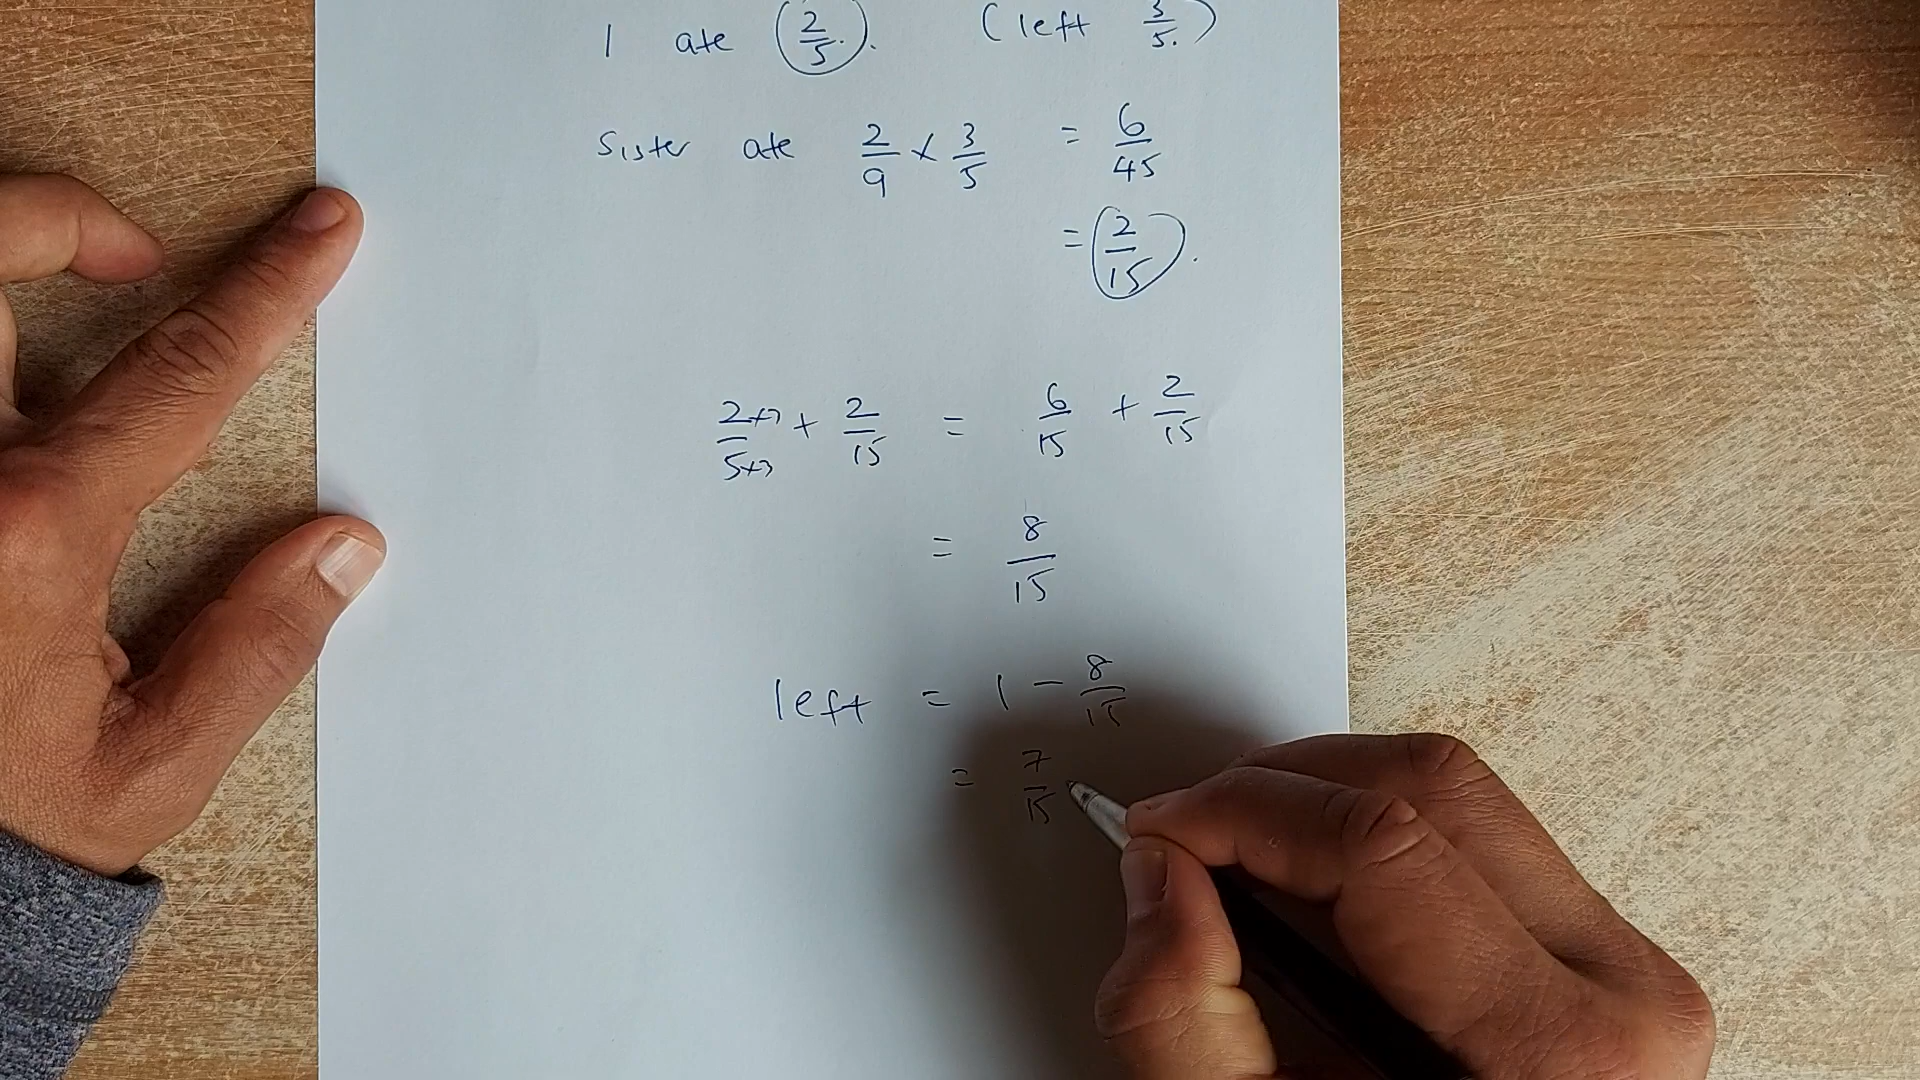 I ate 2/5. (left 3/5.)
Sister ate 2/9 × 3/5 = 6/45
= 2/15.
2×3/5×3 + 2/15 = 6/15 + 2/15
= 8/15
left = 1 - 8/15
= 7/15